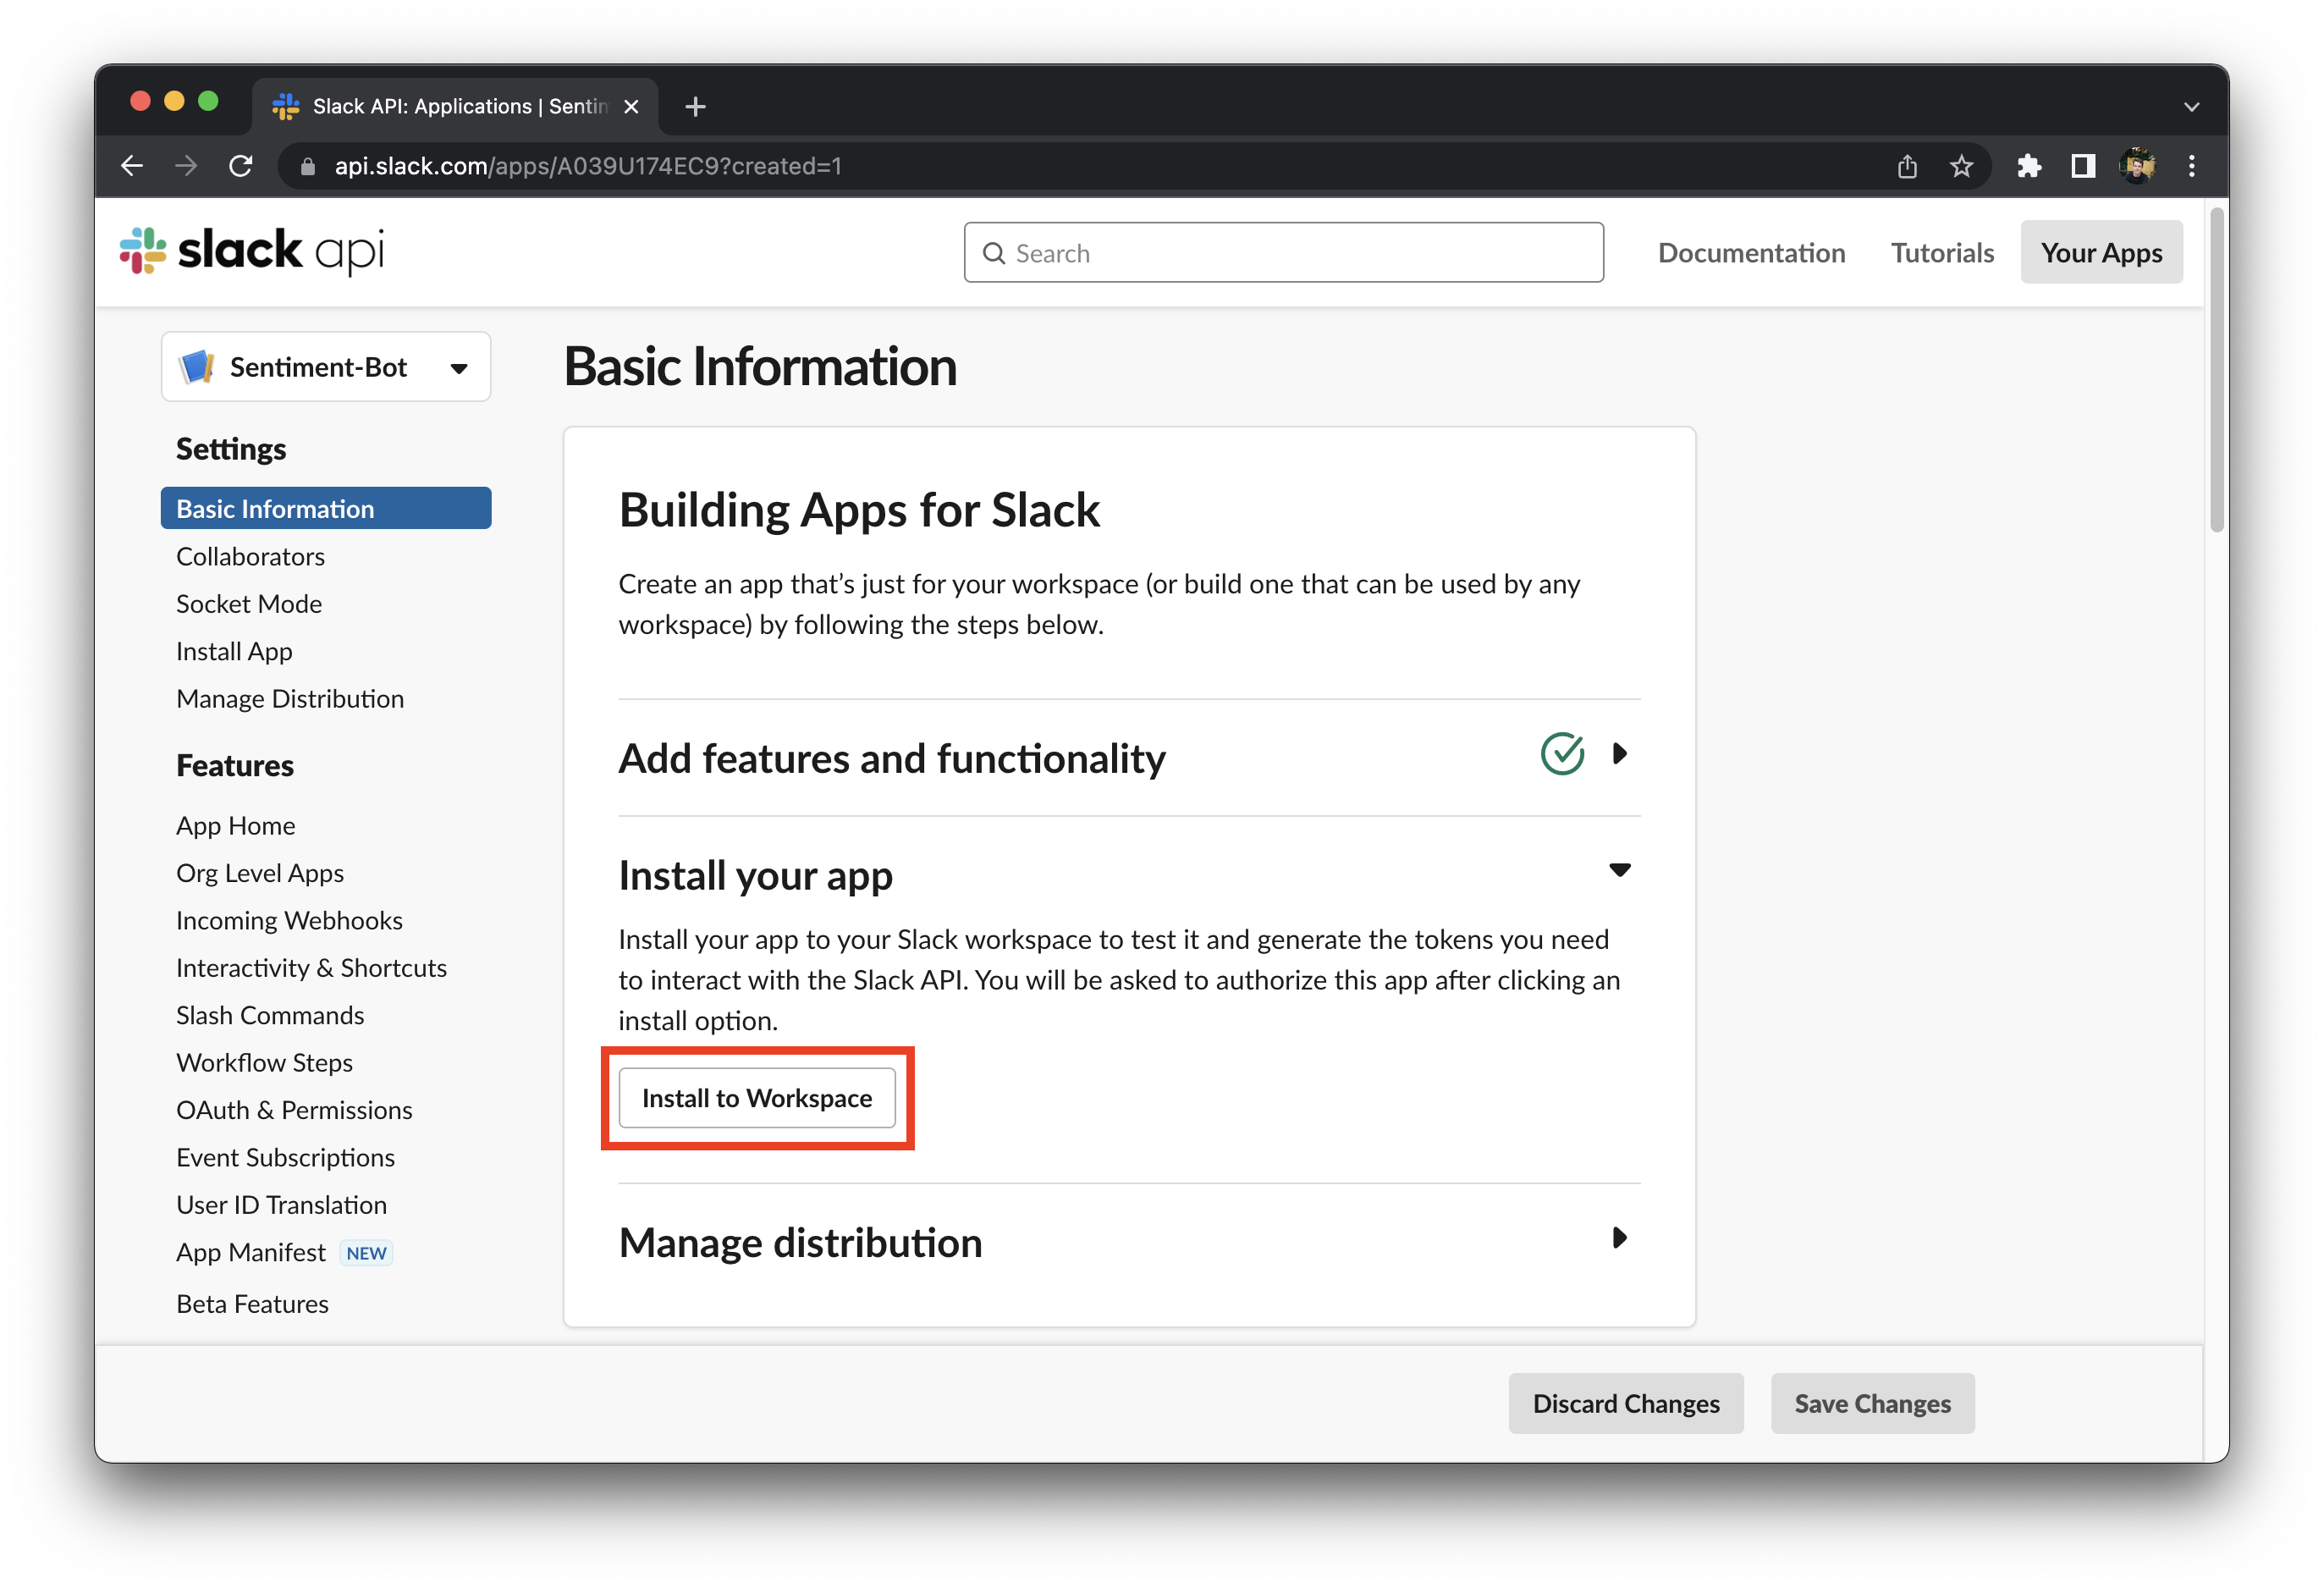 Slack API: Applications | Sentim
api.slack.com/apps/A039U174EC9?created=1
slack api
Search
Documentation
Tutorials
Your Apps
Sentiment-Bot
Settings
Basic Information
Collaborators
Socket Mode
Install App
Manage Distribution
Features
App Home
Org Level Apps
Incoming Webhooks
Interactivity & Shortcuts
Slash Commands
Workflow Steps
OAuth & Permissions
Event Subscriptions
User ID Translation
App Manifest NEW
Beta Features
Basic Information
Building Apps for Slack
Create an app that’s just for your workspace (or build one that can be used by any
workspace) by following the steps below.
Add features and functionality
Install your app
Install your app to your Slack workspace to test it and generate the tokens you need
to interact with the Slack API. You will be asked to authorize this app after clicking an
install option.
Install to Workspace
Manage distribution
Discard Changes
Save Changes